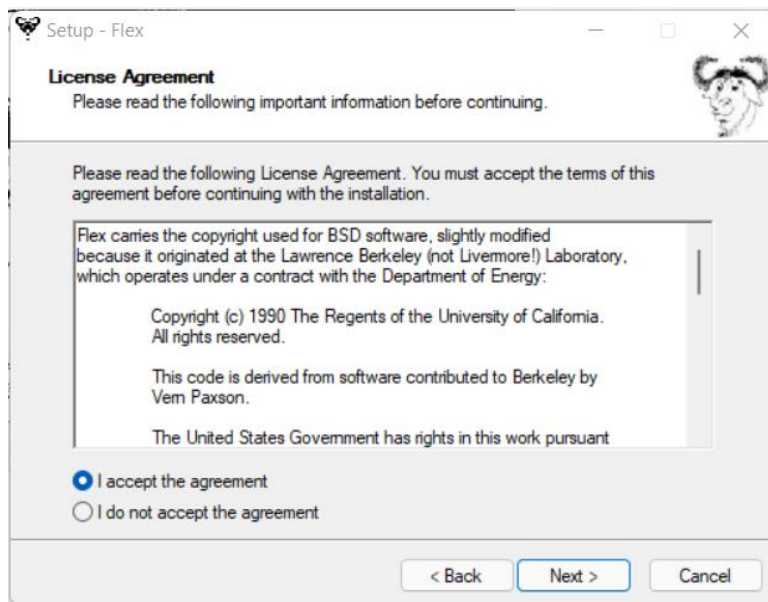 Setup - Flex
License Agreement
Please read the following important information before continuing.
Please read the following License Agreement. You must accept the terms of this
agreement before continuing with the installation.
Flex carries the copyright used for BSD software, slightly modified
because it originated at the Lawrence Berkeley (not Livermore!) Laboratory,
which operates under a contract with the Department of Energy:
Copyright (c) 1990 The Regents of the University of California.
All rights reserved.
This code is derived from software contributed to Berkeley by
Vern Paxson.
The United States Government has rights in this work pursuant
I accept the agreement
I do not accept the agreement
< Back
Next >
Cancel